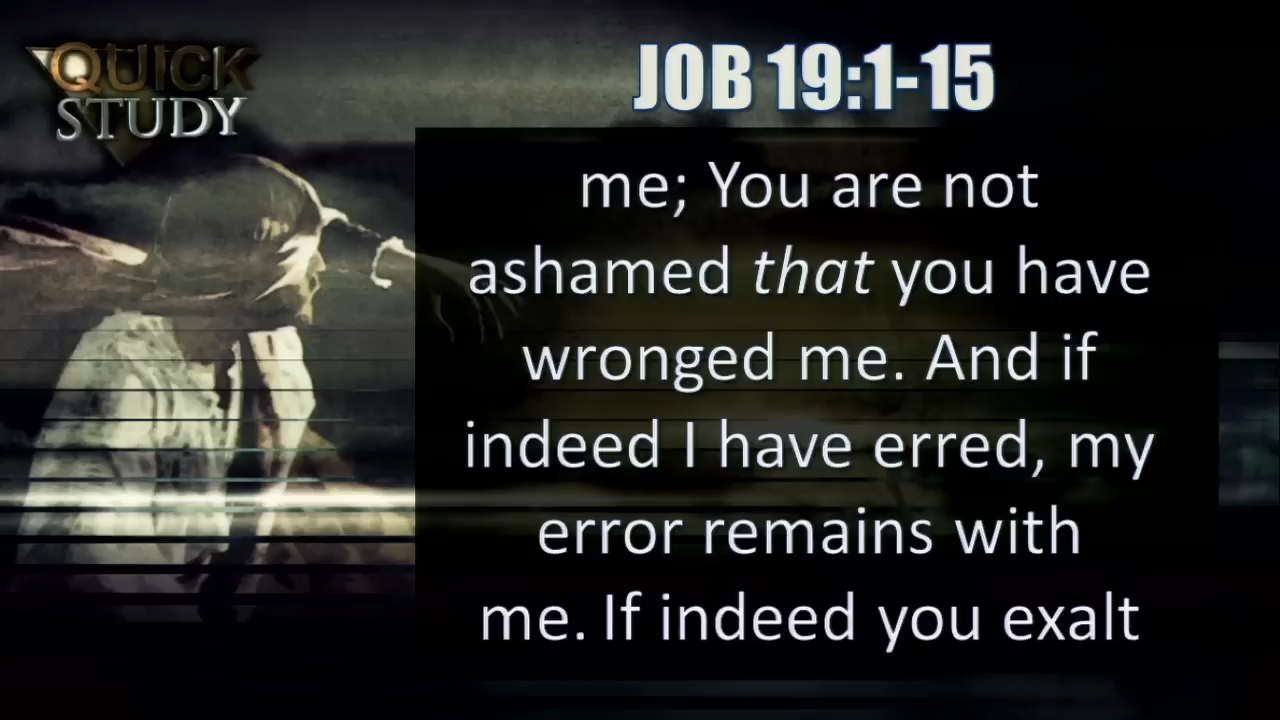 QUICK
STUDY
JOB 19:1-15
me; You are not
ashamed that you have
wronged me. And if
indeed I have erred, my
error remains with
me. If indeed you exalt